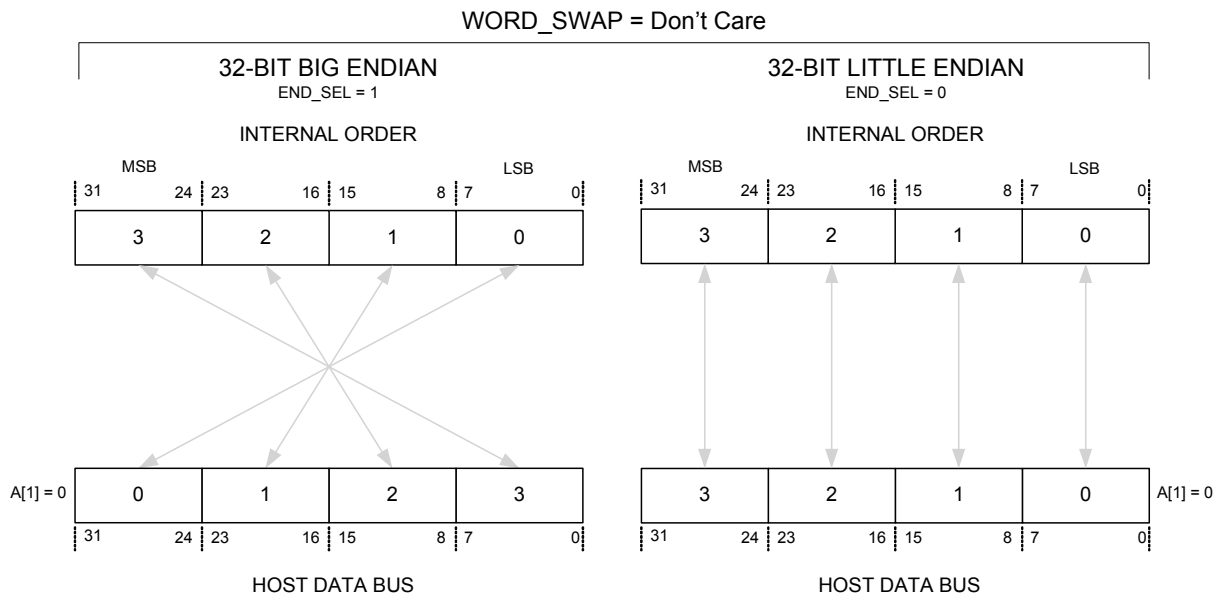 WORD_SWAP = Don't Care
32-BIT BIG ENDIAN
END_SEL = 1
INTERNAL ORDER
MSB LSB
31 24 23 16 15 8 7 0
3 2 1 0
A[1] = 0 0 1 2 3
31 24 23 16 15 8 7 0
HOST DATA BUS
32-BIT LITTLE ENDIAN
END_SEL = 0
INTERNAL ORDER
MSB LSB
31 24 23 16 15 8 7 0
3 2 1 0
3 2 1 0 A[1] = 0
31 24 23 16 15 8 7 0
HOST DATA BUS